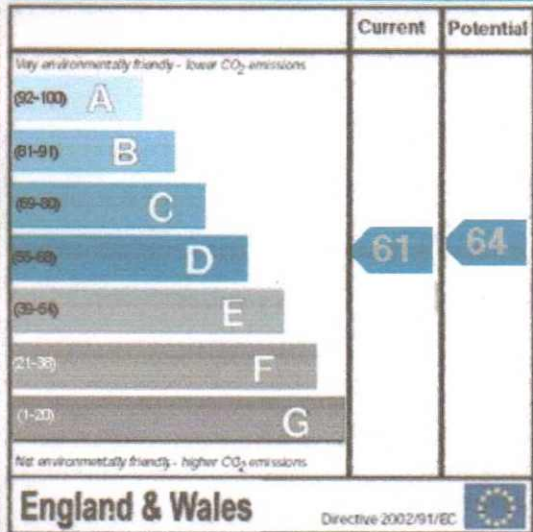 Current Potential
Very environmentally friendly - lower CO2 emissions
(92-100) A
(81-91) B
(69-80) C
(55-68) D
61
64
(39-54) E
(21-38) F
(1-20) G
Not environmentally friendly - higher CO2 emissions
England & Wales
Directive 2002/91/EC